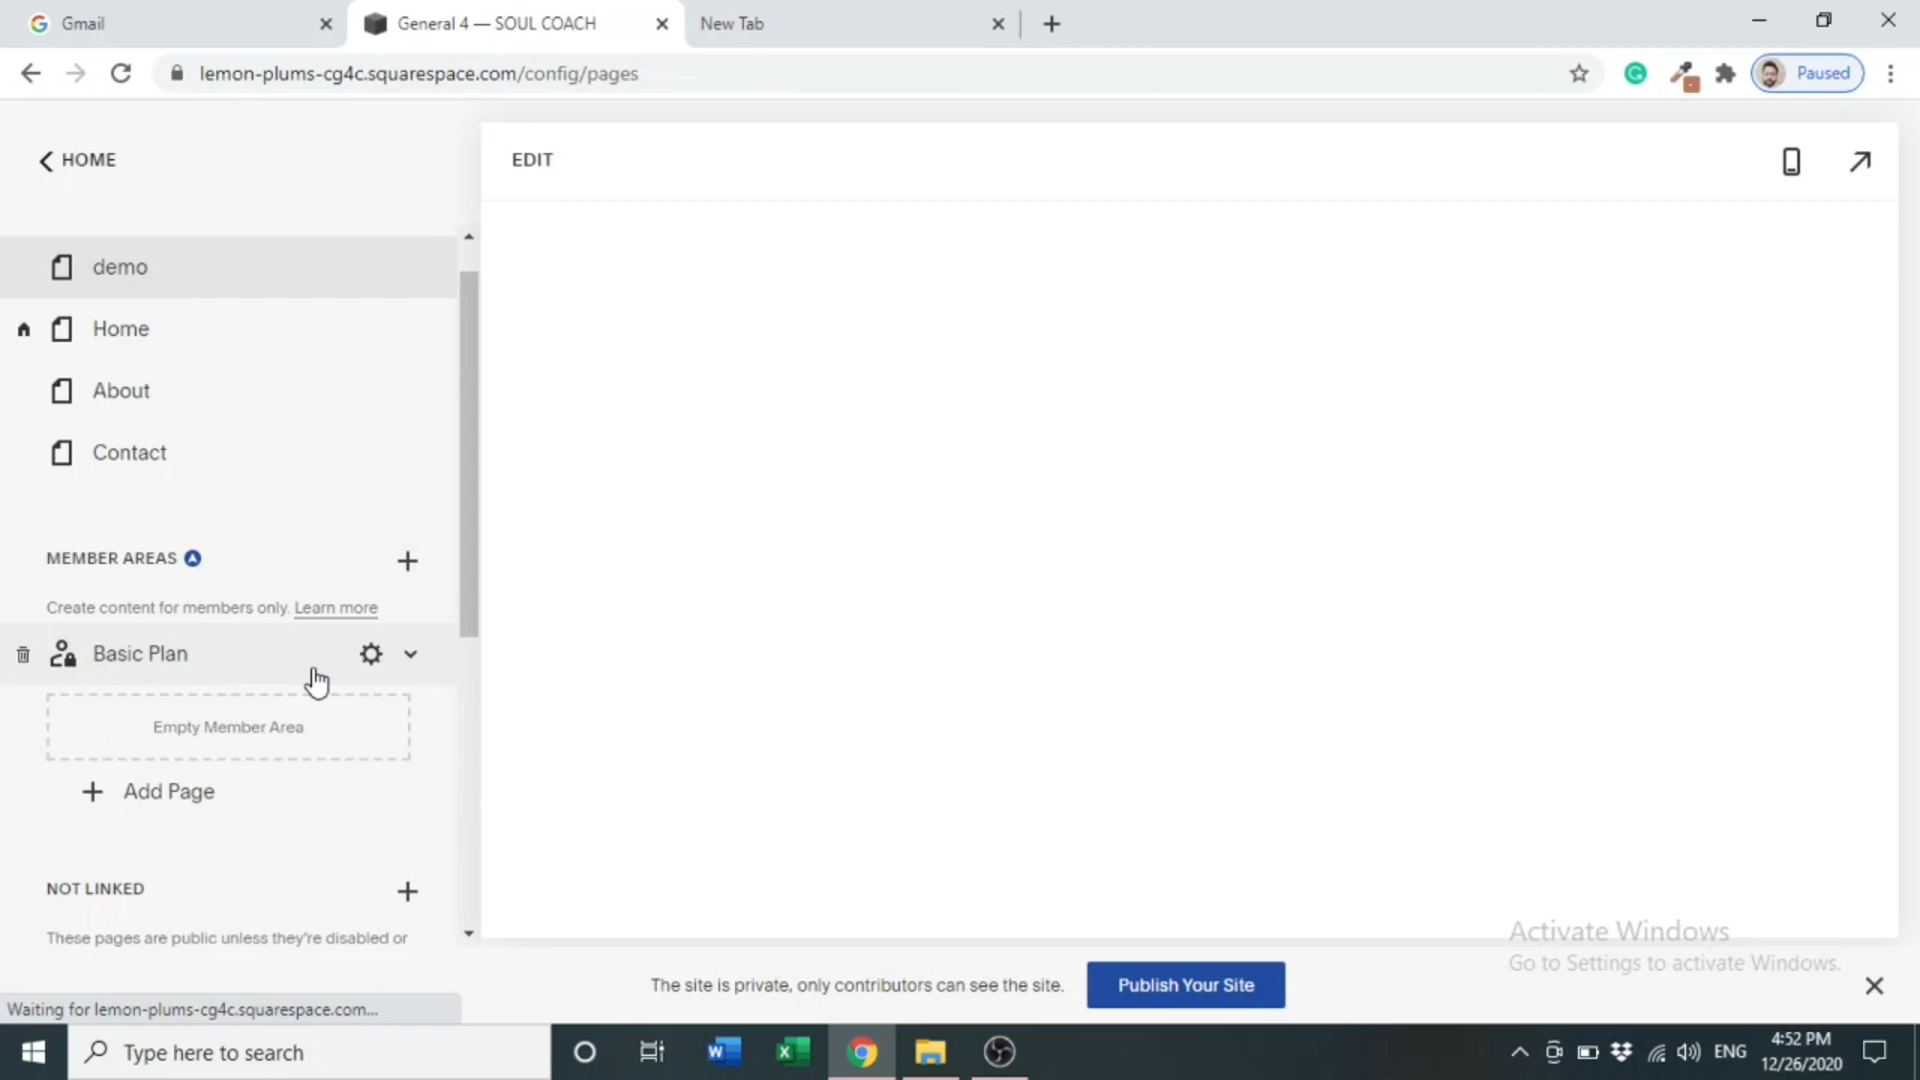 Gmail
General 4 — SOUL COACH
New Tab
lemon-plums-cg4c.squarespace.com/config/pages
Paused
HOME
EDIT
demo
Home
About
Contact
MEMBER AREAS
Create content for members only. Learn more
Basic Plan
Empty Member Area
Add Page
NOT LINKED
These pages are public unless they're disabled or
Activate Windows
Go to Settings to activate Windows.
The site is private, only contributors can see the site.
Publish Your Site
Waiting for lemon-plums-cg4c.squarespace.com...
Type here to search
ENG
4:52 PM
12/26/2020